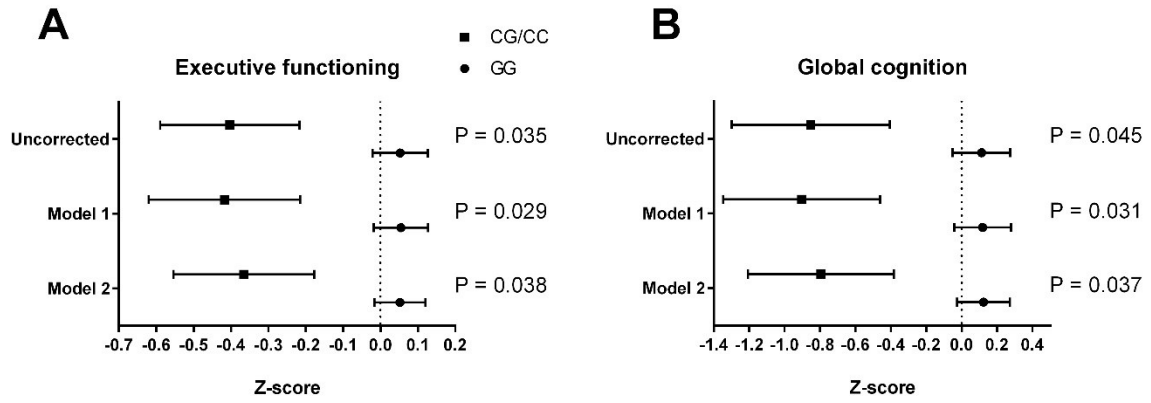 A
CG/CC
GG
Executive functioning
Uncorrected
P = 0.035
Model 1
P = 0.029
Model 2
P = 0.038
-0.7 -0.6 -0.5 -0.4 -0.3 -0.2 -0.1 0.0 0.1 0.2
Z-score
B
Global cognition
Uncorrected
P = 0.045
Model 1
P = 0.031
Model 2
P = 0.037
-1.4 -1.2 -1.0 -0.8 -0.6 -0.4 -0.2 0.0 0.2 0.4
Z-score